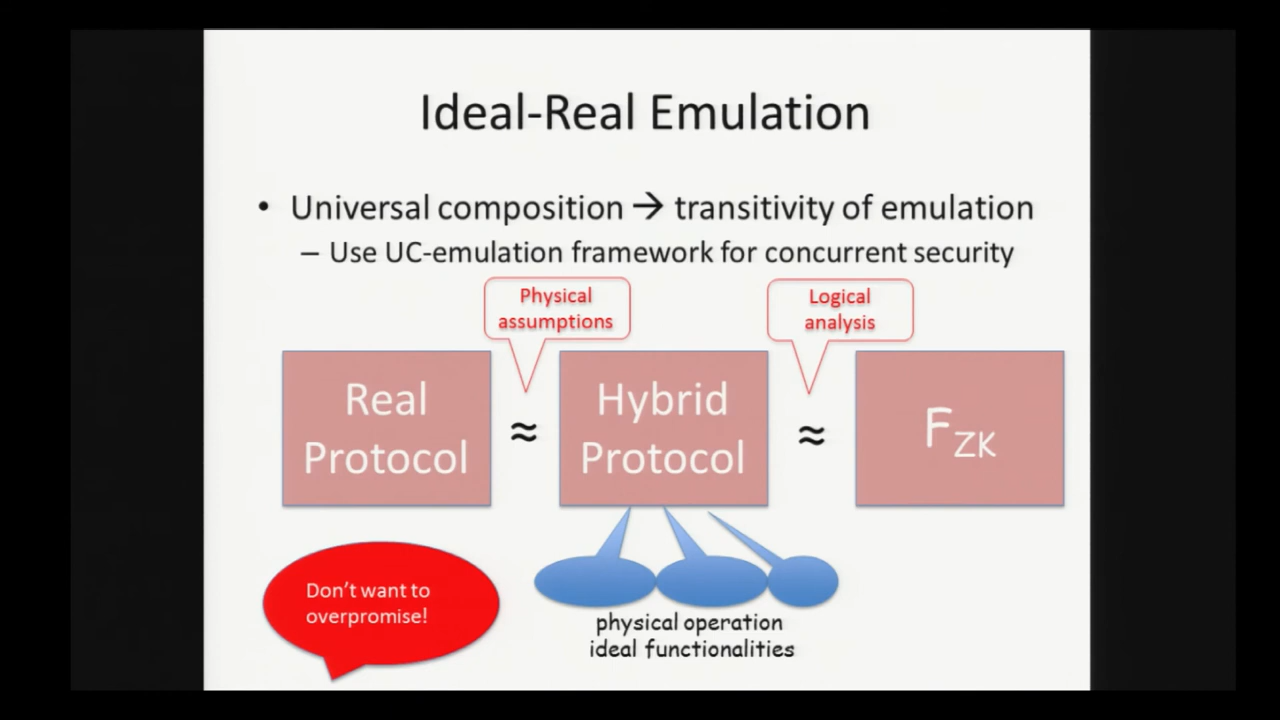 Ideal-Real Emulation
• Universal composition → transitivity of emulation
– Use UC-emulation framework for concurrent security
Physical
assumptions
Logical
analysis
Real
Protocol
≈
Hybrid
Protocol
≈
F_ZK
Don't want to
overpromise!
physical operation
ideal functionalities